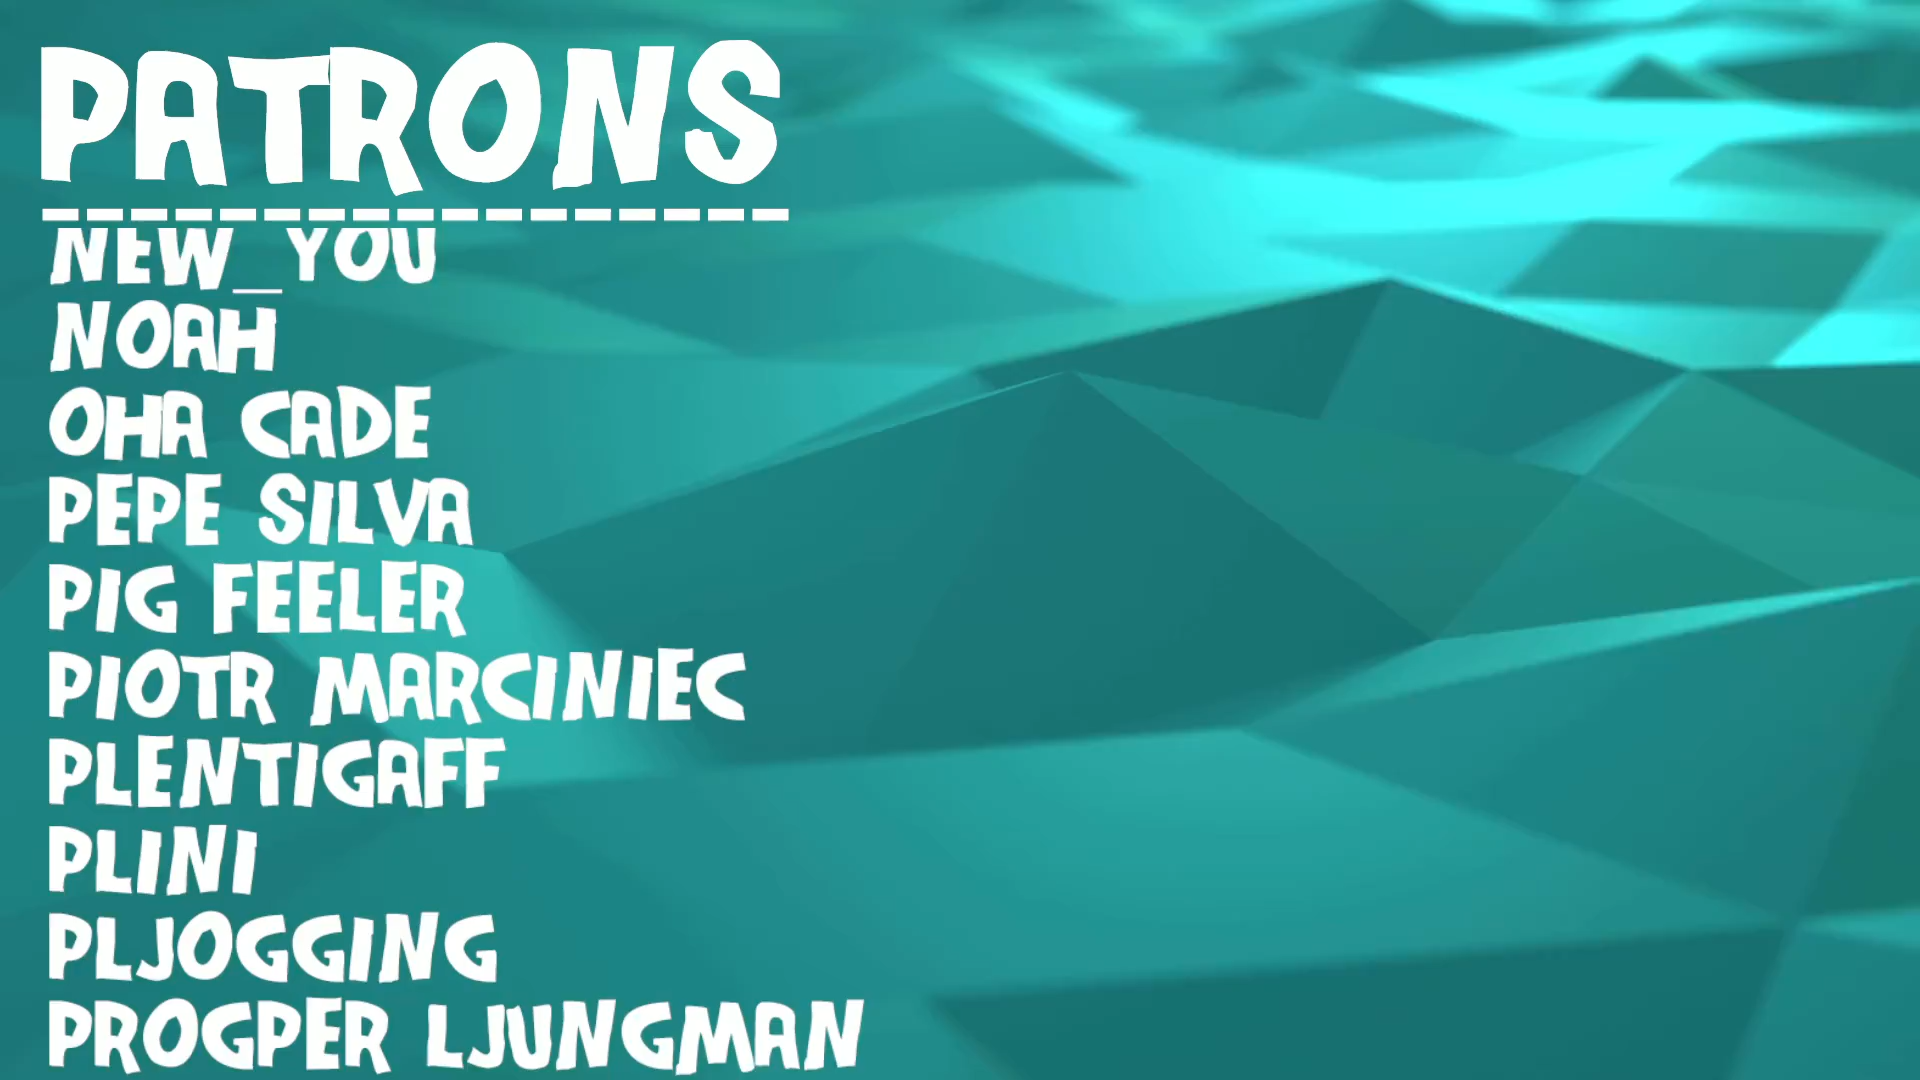 PATRONS
-----------------
NEW_YOU
NOAH
OHA CADE
PEPE SILVA
PIG FEELER
PIOTR MARCINIEC
PLENTIGAFF
PLINI
PLJOGGING
PROGPER LJUNGMAN